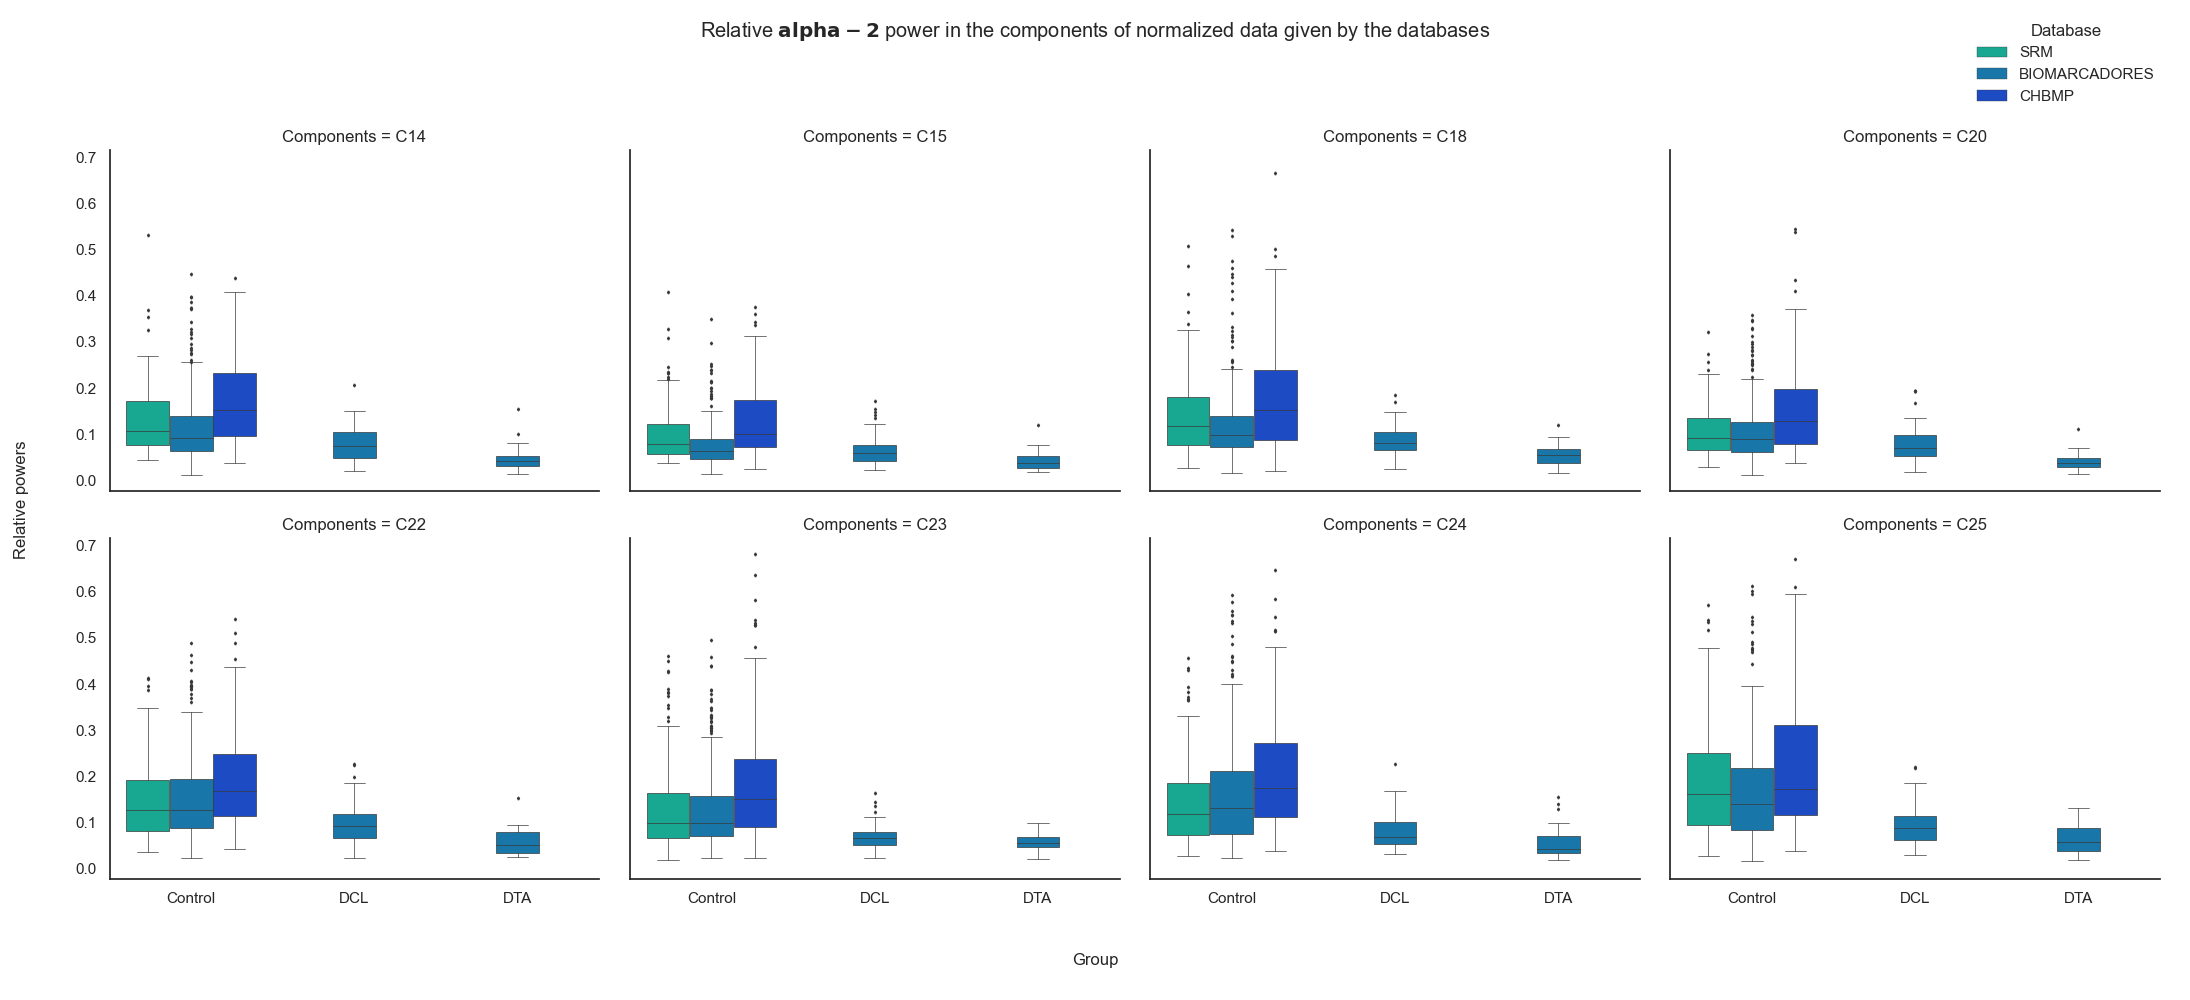 Relative alpha − 2 power in the components of normalized data given by the databases
Database
SRM
BIOMARCADORES
CHBMP
Components = C14
Components = C15
Components = C18
Components = C20
0.7
0.6
0.5
0.4
0.3
0.2
0.1
0.0
Relative powers
Components = C22
Components = C23
Components = C24
Components = C25
0.7
0.6
0.5
0.4
0.3
0.2
0.1
0.0
Control DCL DTA
Control DCL DTA
Control DCL DTA
Control DCL DTA
Group